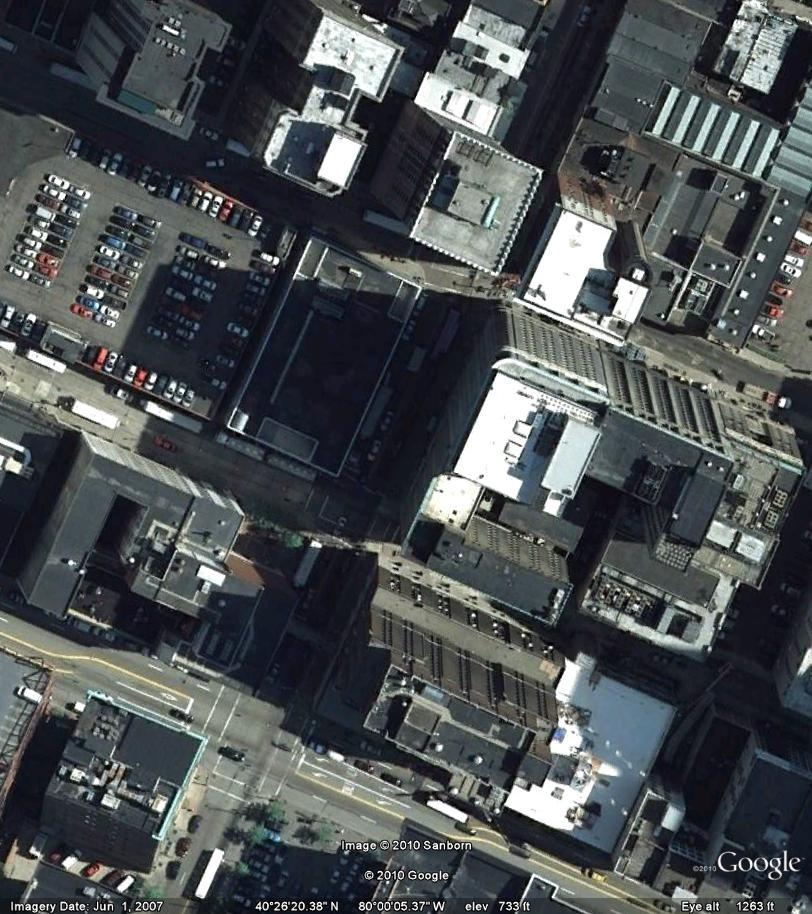 Image © 2010 Sanborn
© 2010 Google
©2010 Google
Imagery Date: Jun 1, 2007 40°26'20.38" N 80°00'05.37" W elev 733 ft Eye alt 1263 ft